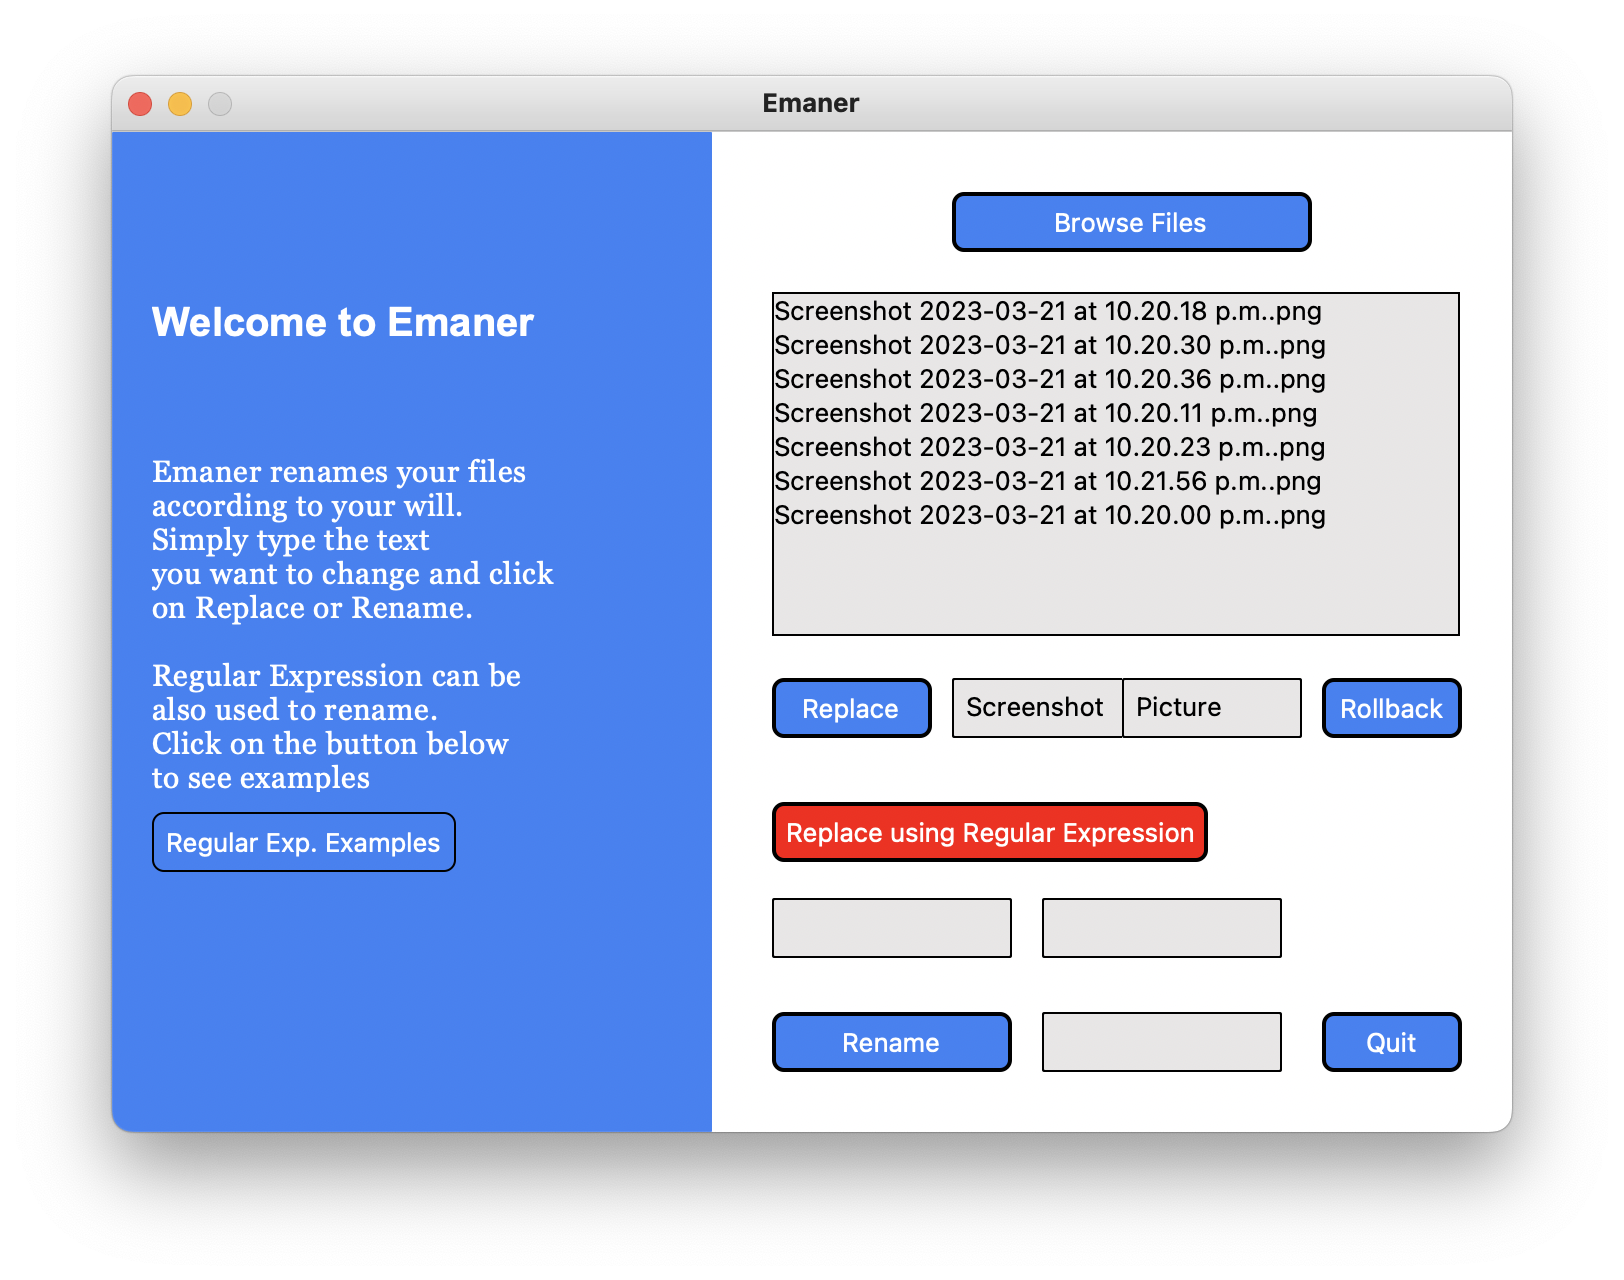 Emaner
Welcome to Emaner
Emaner renames your files
according to your will.
Simply type the text
you want to change and click
on Replace or Rename.
Regular Expression can be
also used to rename.
Click on the button below
to see examples
Regular Exp. Examples
Browse Files
Screenshot 2023-03-21 at 10.20.18 p.m..png
Screenshot 2023-03-21 at 10.20.30 p.m..png
Screenshot 2023-03-21 at 10.20.36 p.m..png
Screenshot 2023-03-21 at 10.20.11 p.m..png
Screenshot 2023-03-21 at 10.20.23 p.m..png
Screenshot 2023-03-21 at 10.21.56 p.m..png
Screenshot 2023-03-21 at 10.20.00 p.m..png
Replace Screenshot Picture Rollback
Replace using Regular Expression
Rename Quit